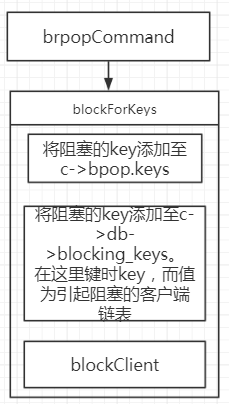 brpopCommand
blockForKeys
将阻塞的key添加至
c->bpop.keys
将阻塞的key添加至c-
>db-
>blocking_keys。
在这里键时key，而值
为引起阻塞的客户端
链表
blockClient